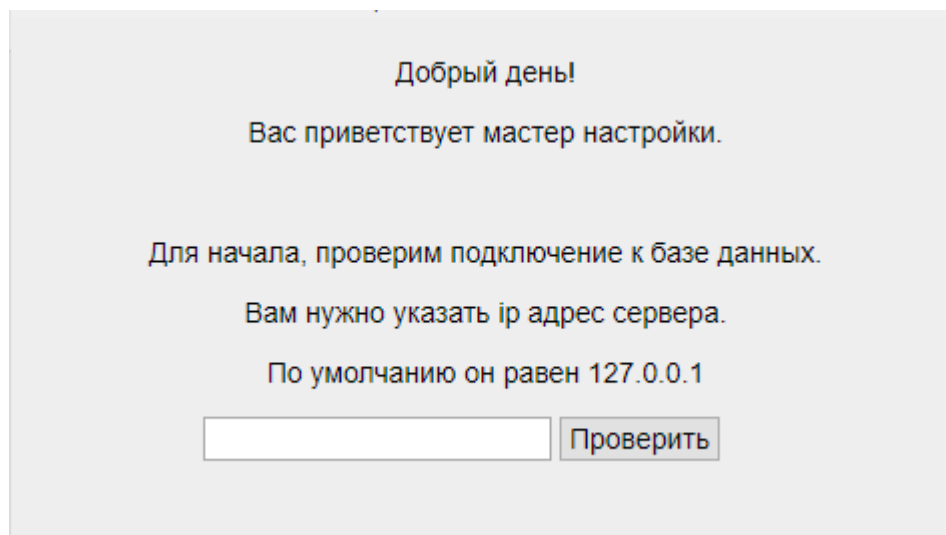 Добрый день!
Вас приветствует мастер настройки.
Для начала, проверим подключение к базе данных.
Вам нужно указать ip адрес сервера.
По умолчанию он равен 127.0.0.1
Проверить